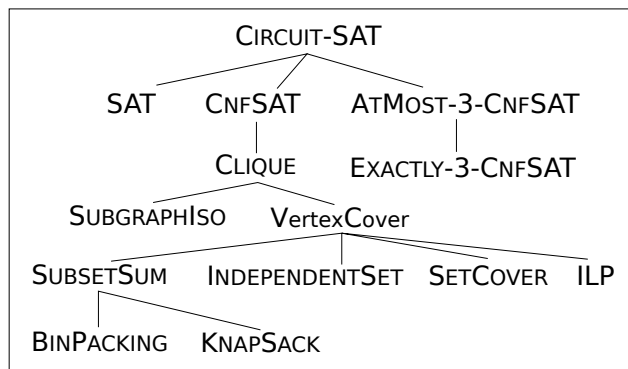 CIRCUIT-SAT
SAT CNFSAT ATMOST-3-CNFSAT
CLIQUE EXACTLY-3-CNFSAT
SUBGRAPHISO VertexCover
SUBSETSUM INDEPENDENTSET SETCOVER ILP
BINPACKING KNAPSACK